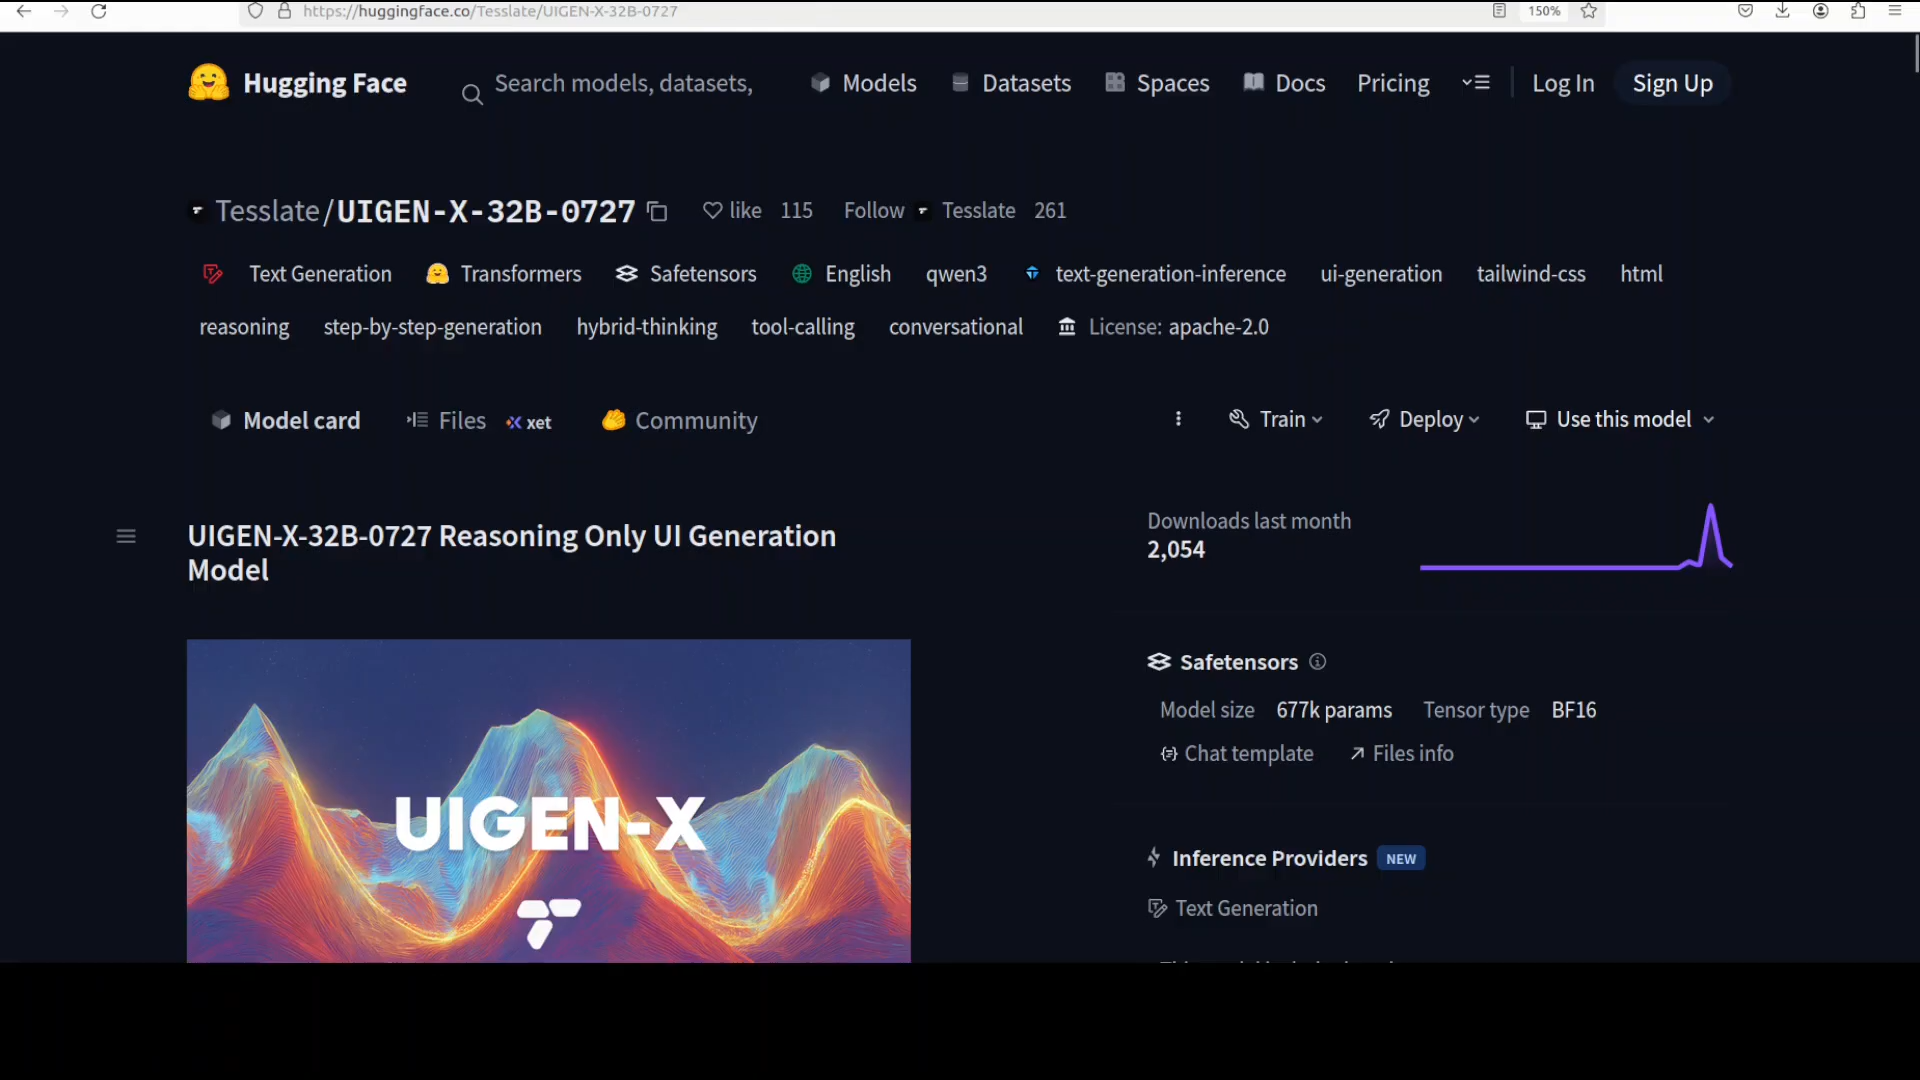 https://huggingface.co/Tesslate/UIGEN-X-32B-0727 150%
Hugging Face Search models, datasets, Models Datasets Spaces Docs Pricing Log In Sign Up
Tesslate/UIGEN-X-32B-0727 like 115 Follow Tesslate 261
Text Generation Transformers Safetensors English qwen3 text-generation-inference ui-generation tailwind-css html
reasoning step-by-step-generation hybrid-thinking tool-calling conversational License: apache-2.0
Model card Files xet Community Train Deploy Use this model
UIGEN-X-32B-0727 Reasoning Only UI Generation
Model
UIGEN-X
Downloads last month
2,054
Safetensors
Model size 677k params Tensor type BF16
Chat template Files info
Inference Providers NEW
Text Generation